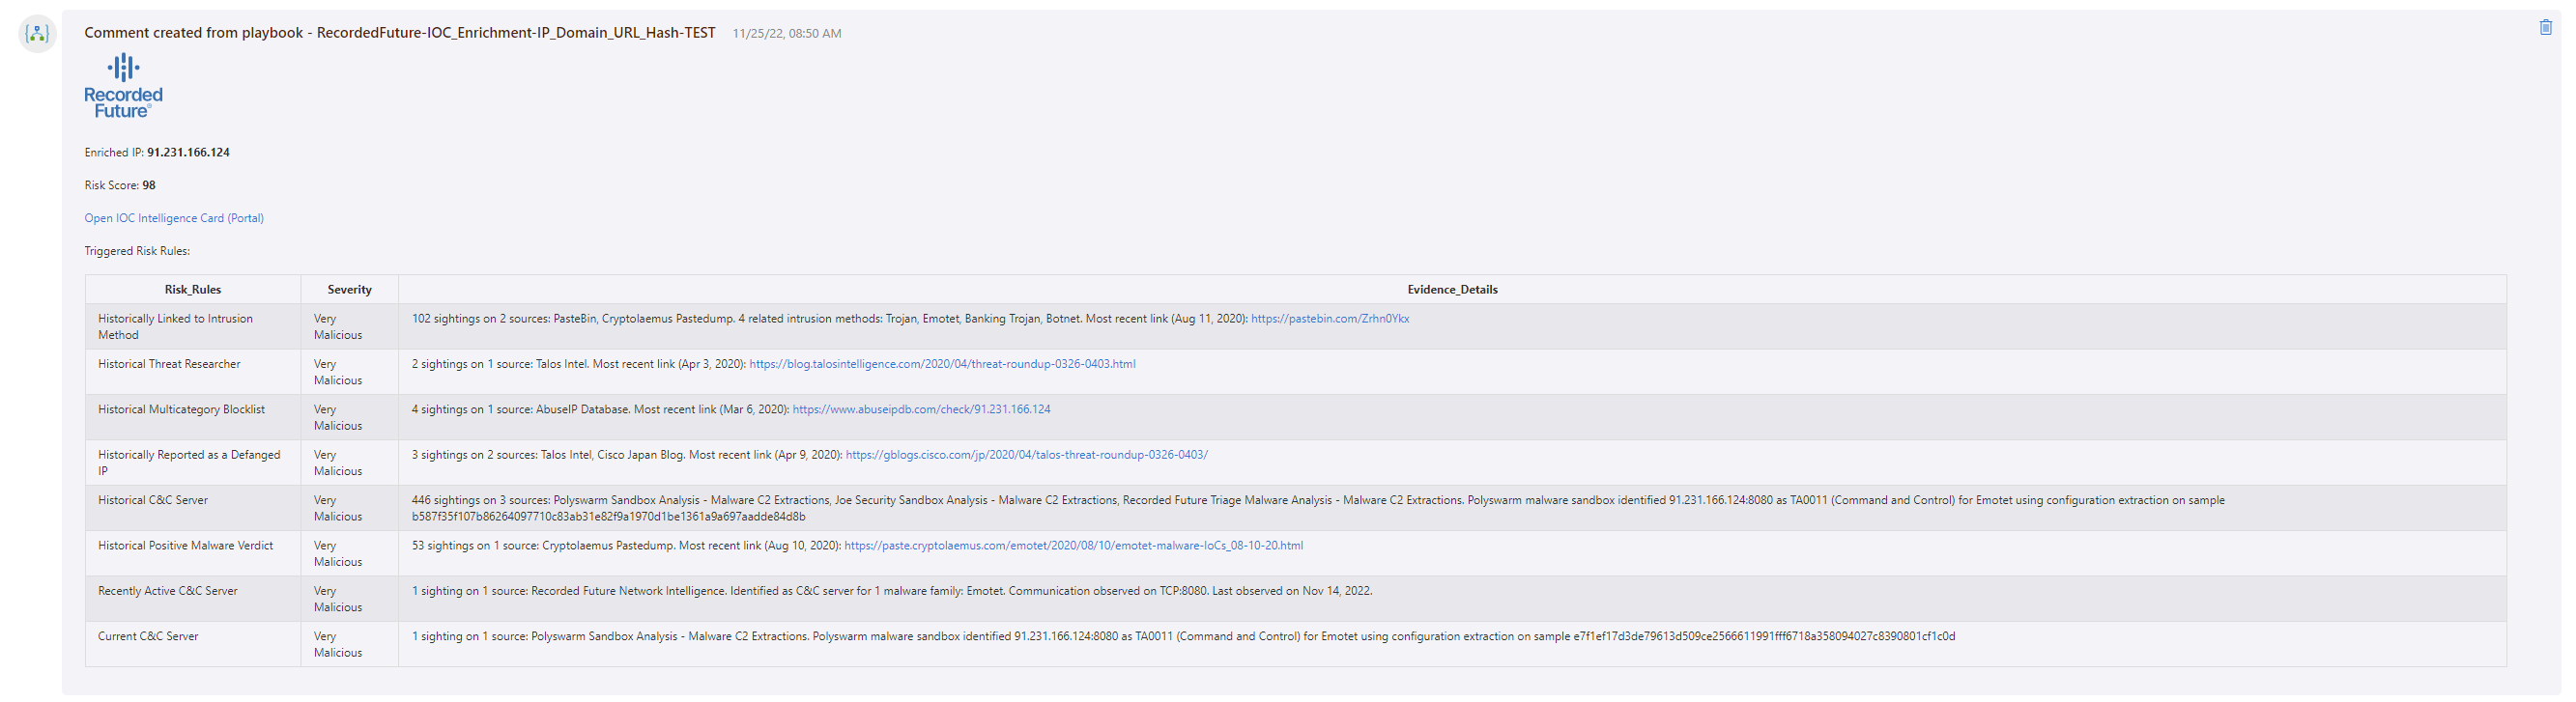 Comment created from playbook - RecordedFuture-IOC_Enrichment-IP_Domain_URL_Hash-TEST 11/25/22, 08:50 AM
Recorded
Future®
Enriched IP: 91.231.166.124
Risk Score: 98
Open IOC Intelligence Card (Portal)
Triggered Risk Rules:
Risk_Rules Severity Evidence_Details
Historically Linked to Intrusion Method Very Malicious 102 sightings on 2 sources: PasteBin, Cryptolaemus Pastedump. 4 related intrusion methods: Trojan, Emotet, Banking Trojan, Botnet. Most recent link (Aug 11, 2020): https://pastebin.com/Zrhn0Ykx
Historical Threat Researcher Very Malicious 2 sightings on 1 source: Talos Intel. Most recent link (Apr 3, 2020): https://blog.talosintelligence.com/2020/04/threat-roundup-0326-0403.html
Historical Multicategory Blocklist Very Malicious 4 sightings on 1 source: AbuseIP Database. Most recent link (Mar 6, 2020): https://www.abuseipdb.com/check/91.231.166.124
Historically Reported as a Defanged IP Very Malicious 3 sightings on 2 sources: Talos Intel, Cisco Japan Blog. Most recent link (Apr 9, 2020): https://gblogs.cisco.com/jp/2020/04/talos-threat-roundup-0326-0403/
Historical C&C Server Very Malicious 446 sightings on 3 sources: Polyswarm Sandbox Analysis - Malware C2 Extractions, Joe Security Sandbox Analysis - Malware C2 Extractions, Recorded Future Triage Malware Analysis - Malware C2 Extractions. Polyswarm malware sandbox identified 91.231.166.124:8080 as TA0011 (Command and Control) for Emotet using configuration extraction on sample
b587f35f107b86264097710c83ab31e82f9a1970d1be1361a9a697aadde84d8b
Historical Positive Malware Verdict Very Malicious 53 sightings on 1 source: Cryptolaemus Pastedump. Most recent link (Aug 10, 2020): https://paste.cryptolaemus.com/emotet/2020/08/10/emotet-malware-IoCs_08-10-20.html
Recently Active C&C Server Very Malicious 1 sighting on 1 source: Recorded Future Network Intelligence. Identified as C&C server for 1 malware family: Emotet. Communication observed on TCP:8080. Last observed on Nov 14, 2022.
Current C&C Server Very Malicious 1 sighting on 1 source: Polyswarm Sandbox Analysis - Malware C2 Extractions. Polyswarm malware sandbox identified 91.231.166.124:8080 as TA0011 (Command and Control) for Emotet using configuration extraction on sample e7f1ef17d3de79613d509ce2566611991fff6718a358094027c8390801cf1c0d